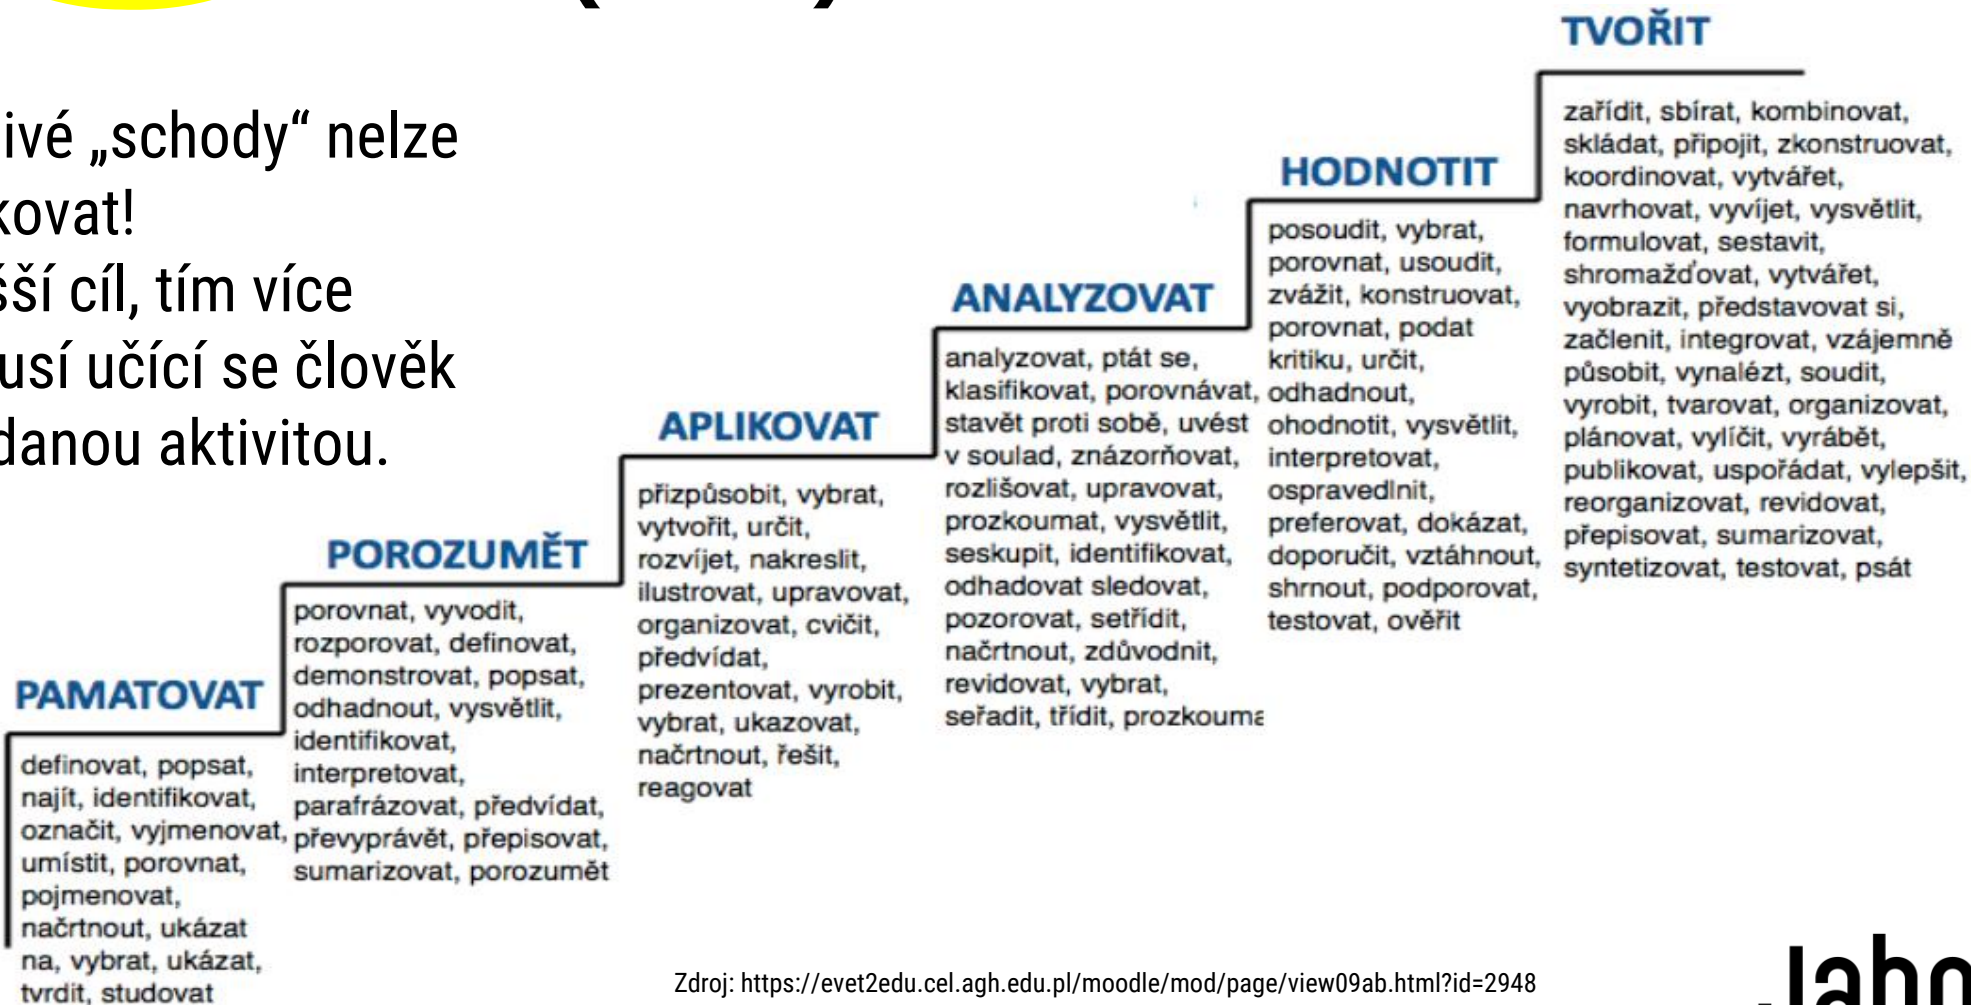 ivé „schody“ nelze
kovat!
šší cíl, tím více
usí učící se člověk
danou aktivitou.
PAMATOVAT
definovat, popsat,
najít, identifikovat,
označit, vyjmenovat,
umístit, porovnat,
pojmenovat,
načrtnout, ukázat
na, vybrat, ukázat,
tvrdit, studovat
POROZUMĚT
porovnat, vyvodit,
rozporovat, definovat,
demonstrovat, popsat,
odhadnout, vysvětlit,
identifikovat,
interpretovat,
parafrázovat, předvídat,
převyprávět, přepisovat,
sumarizovat, porozumět
APLIKOVAT
přizpůsobit, vybrat,
vytvořit, určit,
rozvíjet, nakreslit,
ilustrovat, upravovat,
organizovat, cvičit,
předvídat,
prezentovat, vyrobit,
vybrat, ukazovat,
načrtnout, řešit,
reagovat
ANALYZOVAT
analyzovat, ptát se,
klasifikovat, porovnávat,
stavět proti sobě, uvést
v soulad, znázorňovat,
rozlišovat, upravovat,
prozkoumat, vysvětlit,
seskupit, identifikovat,
odhadovat sledovat,
pozorovat, setřídit,
načrtnout, zdůvodnit,
revidovat, vybrat,
seřadit, třídit, prozkouma
HODNOTIT
posoudit, vybrat,
porovnat, usoudit,
zvážit, konstruovat,
porovnat, podat
kritiku, určit,
odhadnout,
ohodnotit, vysvětlit,
interpretovat,
ospravedlnit,
preferovat, dokázat,
doporučit, vztáhnout,
shrnout, podporovat,
testovat, ověřit
TVOŘIT
zařídit, sbírat, kombinovat,
skládat, připojit, zkonstruovat,
koordinovat, vytvářet,
navrhovat, vyvíjet, vysvětlit,
formulovat, sestavit,
shromažďovat, vytvářet,
vyobrazit, představovat si,
začlenit, integrovat, vzájemně
působit, vynalézt, soudit,
vyrobit, tvarovat, organizovat,
plánovat, vylíčit, vyrábět,
publikovat, uspořádat, vylepšit,
reorganizovat, revidovat,
přepisovat, sumarizovat,
syntetizovat, testovat, psát
Zdroj: https://evet2edu.cel.agh.edu.pl/moodle/mod/page/view09ab.html?id=2948